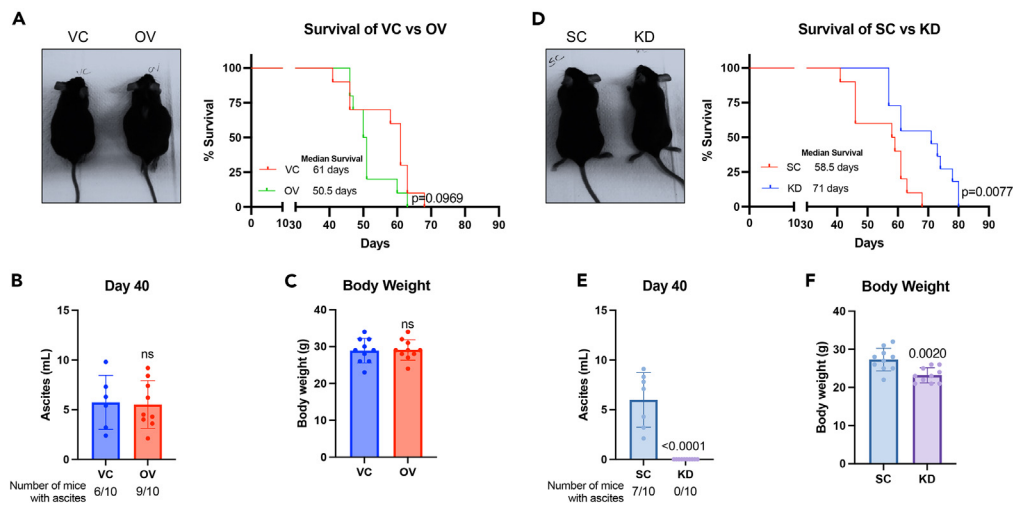 A
VC OV
Survival of VC vs OV
% Survival
100
75
50
25
0
Median Survival
VC 61 days
OV 50.5 days
p=0.0969
0 10 30 40 50 60 70 80 90
Days
D
SC KD
SC
Survival of SC vs KD
% Survival
100
75
50
25
0
Median Survival
SC 58.5 days
KD 71 days
p=0.0077
0 10 30 40 50 60 70 80 90
Days
B
Day 40
Ascites (mL)
15
10
5
0
ns
VC OV
Number of mice
with ascites
6/10 9/10
C
Body Weight
Body weight (g)
40
30
20
10
0
ns
VC OV
E
Day 40
Ascites (mL)
15
10
5
0
<0.0001
SC KD
Number of mice
with ascites
7/10 0/10
F
Body Weight
Body weight (g)
40
30
20
10
0
0.0020
SC KD